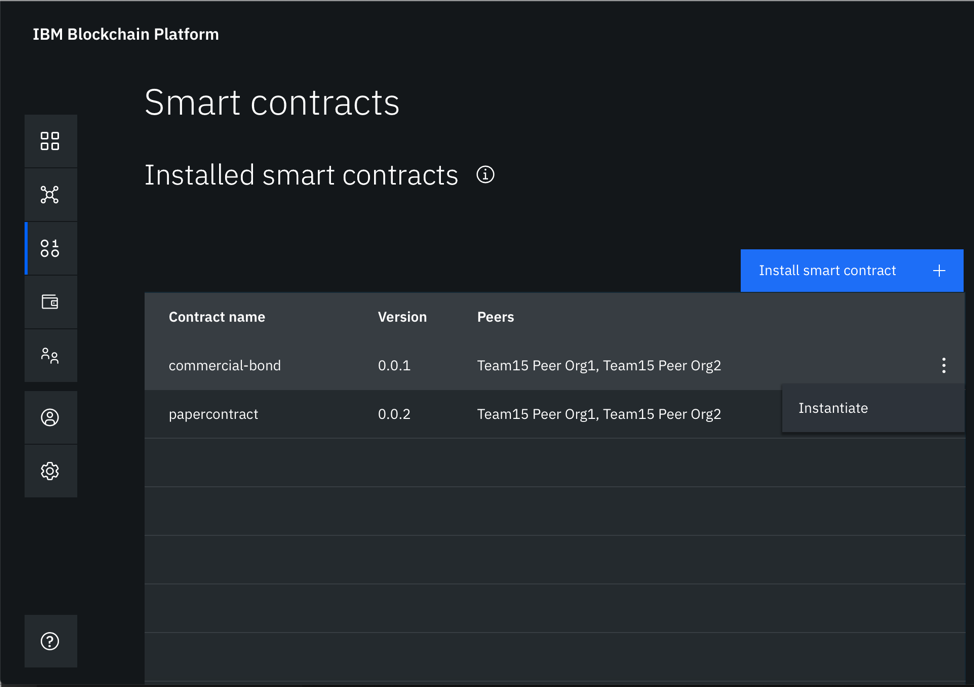 IBM Blockchain Platform
Smart contracts
Installed smart contracts
Install smart contract
Contract name Version Peers
commercial-bond 0.0.1 Team15 Peer Org1, Team15 Peer Org2
Instantiate
papercontract 0.0.2 Team15 Peer Org1, Team15 Peer Org2